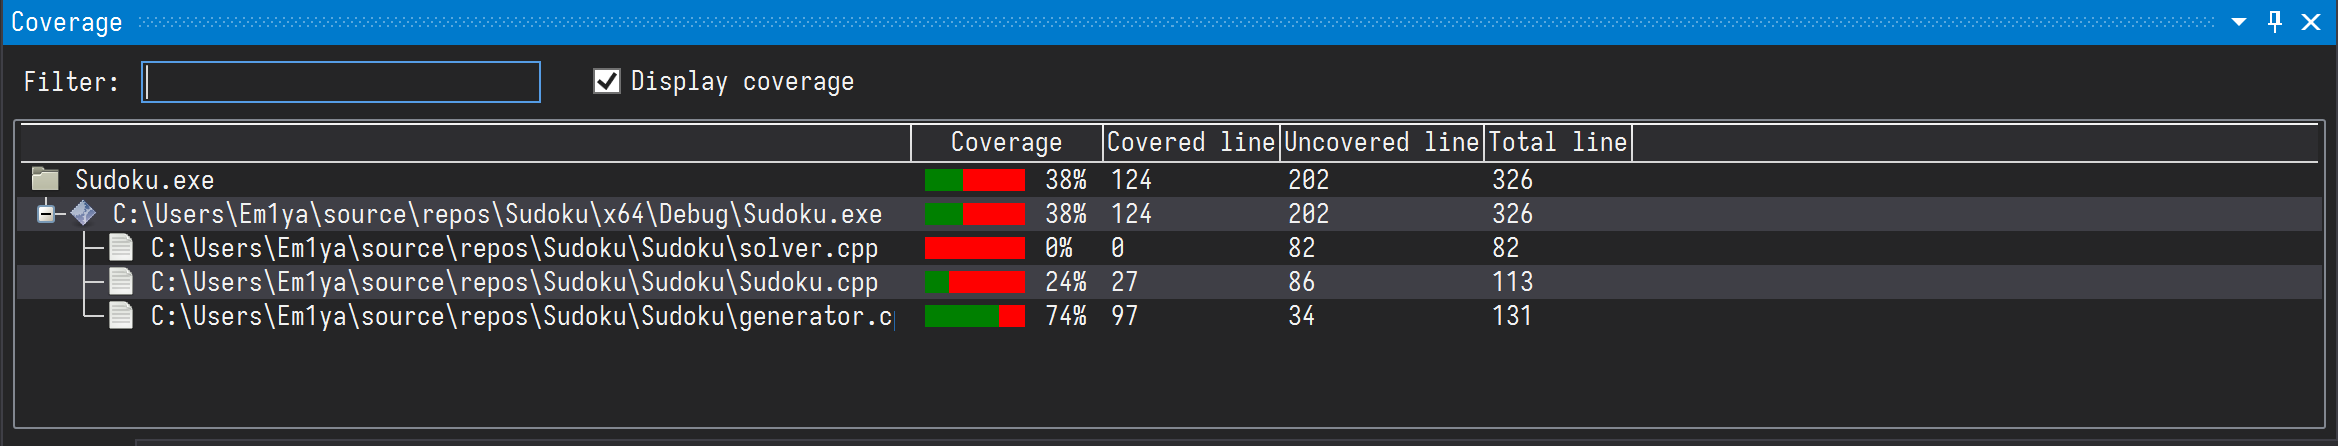 Coverage
Filter: Display coverage
Coverage Covered line Uncovered line Total line
Sudoku.exe 38% 124 202 326
C:\Users\Em1ya\source\repos\Sudoku\x64\Debug\Sudoku.exe 38% 124 202 326
C:\Users\Em1ya\source\repos\Sudoku\Sudoku\solver.cpp 0% 0 82 82
C:\Users\Em1ya\source\repos\Sudoku\Sudoku\Sudoku.cpp 24% 27 86 113
C:\Users\Em1ya\source\repos\Sudoku\Sudoku\generator.cp 74% 97 34 131